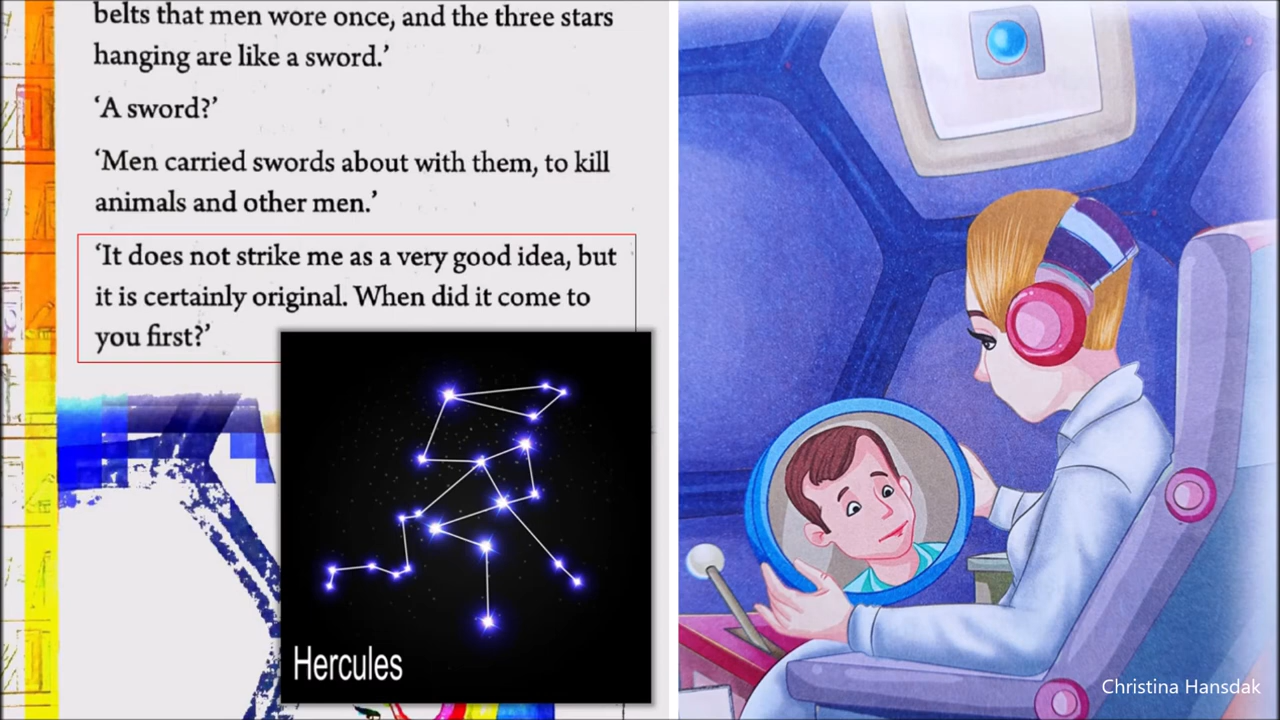 belts that men wore once, and the three stars
hanging are like a sword.’
‘A sword?’
‘Men carried swords about with them, to kill
animals and other men.’
‘It does not strike me as a very good idea, but
it is certainly original. When did it come to
you first?’
Hercules
Christina Hansdak